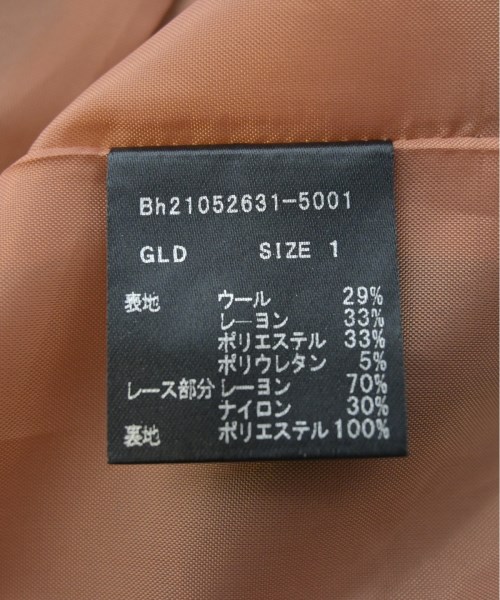 Bh21052631-5001
GLD SIZE 1
表地 ウール 29%
レーヨン 33%
ポリエステル 33%
ポリウレタン 5%
レース部分 レーヨン 70%
ナイロン 30%
裏地 ポリエステル 100%